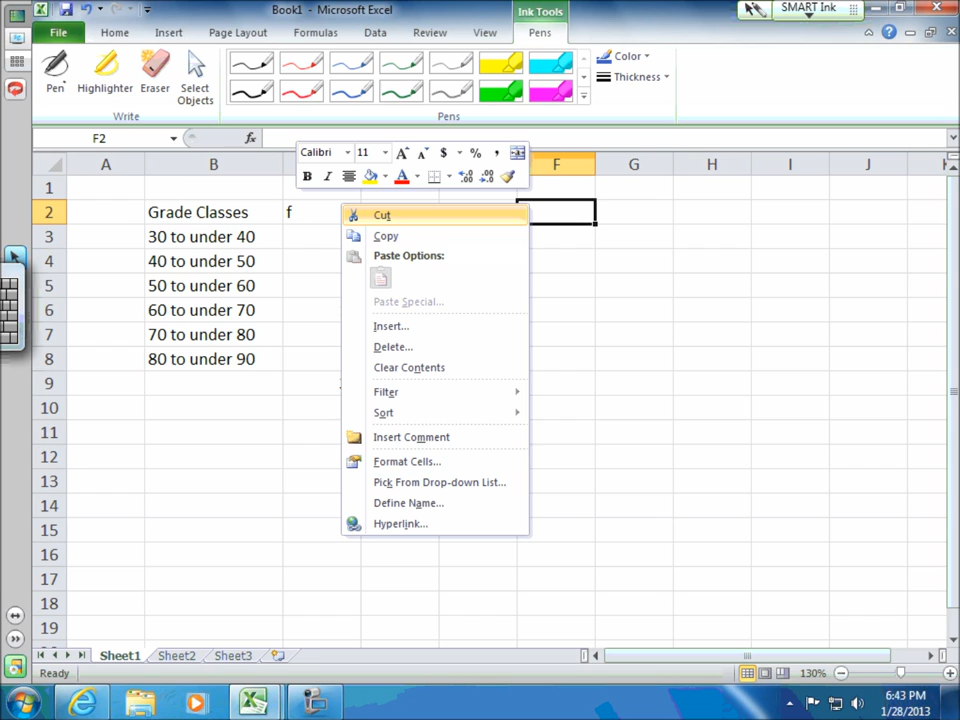 Book1 - Microsoft Excel
Ink Tools
SMART Ink
File
Home
Insert
Page Layout
Formulas
Data
Review
View
Pens
Pen
Highlighter
Eraser
Select
Objects
Color
Thickness
Write
Pens
F2
fx
Calibri
11
A
A
$
%
,
B
I
A
.00
.0
A
B
F
G
H
I
J
1
2
Grade Classes
f
3
30 to under 40
4
40 to under 50
5
50 to under 60
6
60 to under 70
7
70 to under 80
8
80 to under 90
9
10
11
12
13
14
15
16
17
18
19
Cut
Copy
Paste Options:
Paste Special...
Insert...
Delete...
Clear Contents
Filter
Sort
Insert Comment
Format Cells...
Pick From Drop-down List...
Define Name...
Hyperlink...
Sheet1
Sheet2
Sheet3
Ready
130%
6:43 PM
1/28/2013